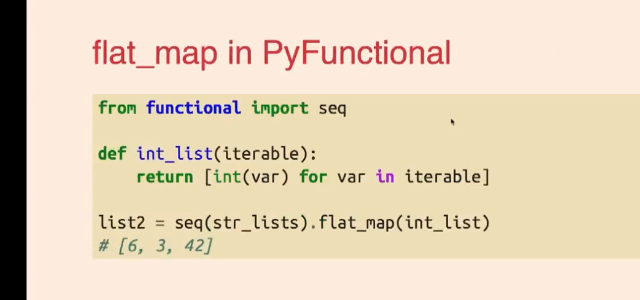 flat_map in PyFunctional
from functional import seq
def int_list(iterable):
    return [int(var) for var in iterable]
list2 = seq(str_lists).flat_map(int_list)
# [6, 3, 42]